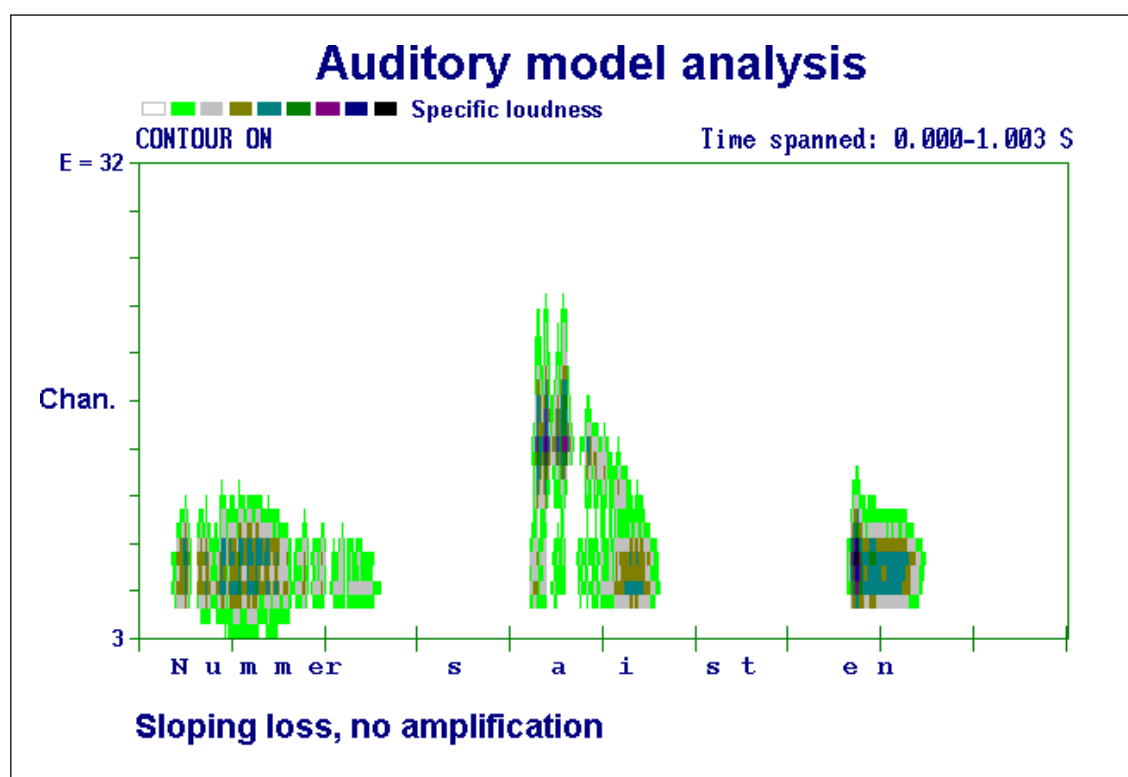 Auditory model analysis
Specific loudness
CONTOUR ON Time spanned: 0.000-1.003 S
E = 32
Chan.
3
N u m m er s a i s t en
Sloping loss, no amplification